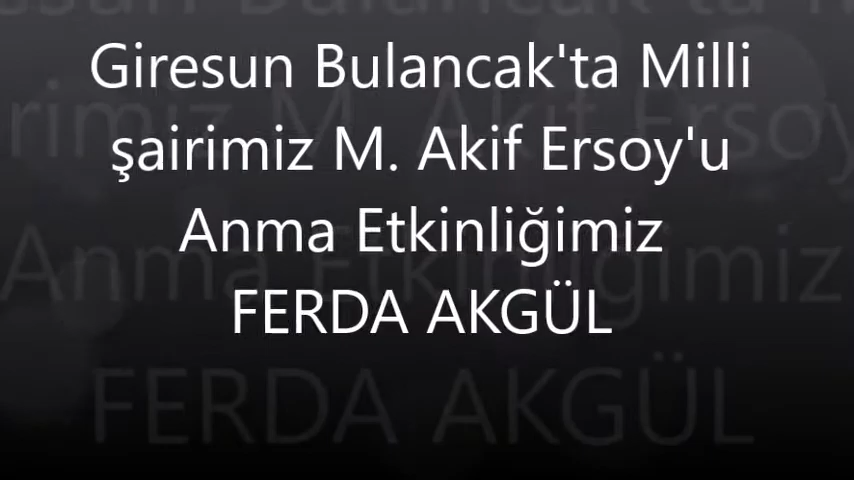 Giresun Bulancak'ta Milli
şairimiz M. Akif Ersoy'u
Anma Etkinliğimiz
FERDA AKGÜL